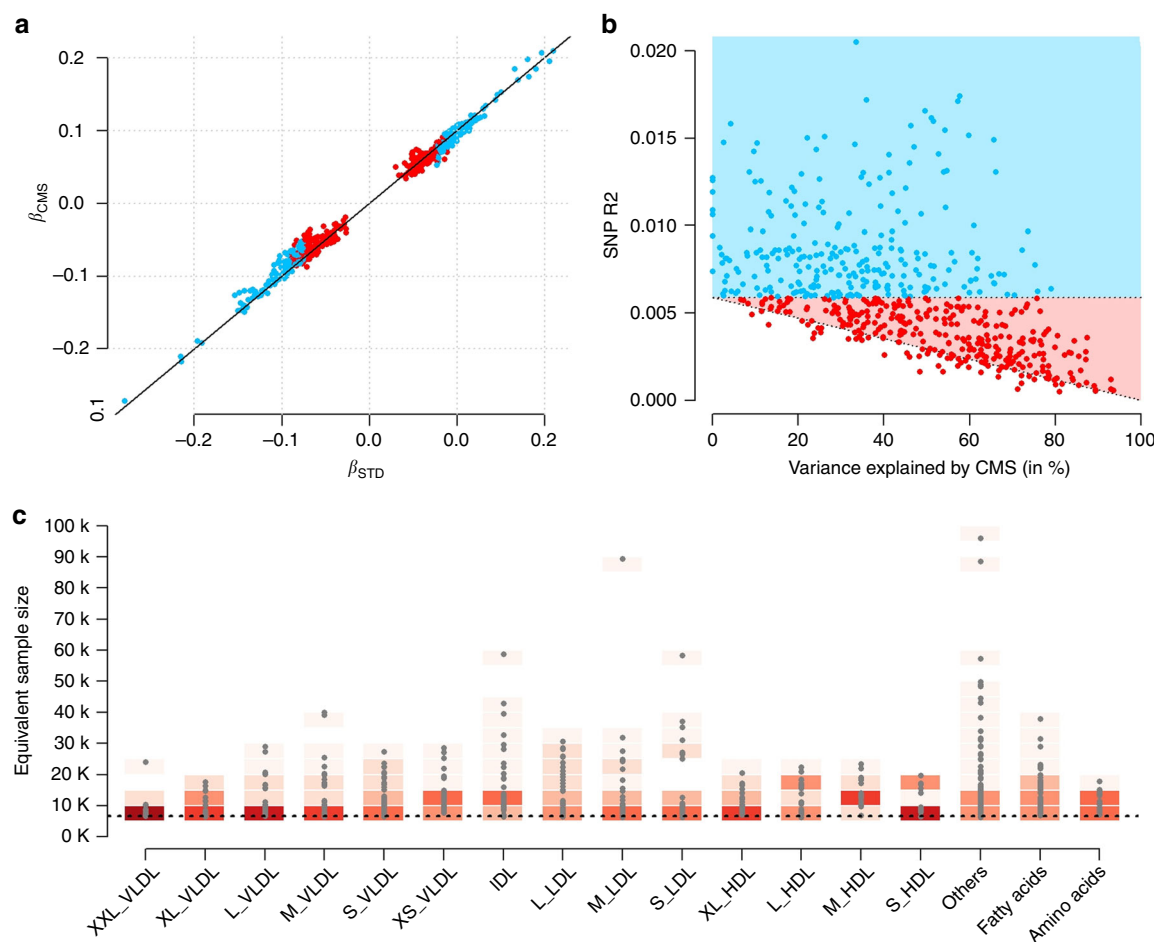 a
0.2
0.1
0.0
−0.1
−0.2
0.1
βCMS
−0.2
−0.1
0.0
0.0
0.2
βSTD
b
0.020
0.015
0.010
0.005
0.000
SNP R2
0
20
40
60
80
100
Variance explained by CMS (in %)
c
100 k
90 k
80 k
70 k
60 k
50 k
40 k
30 k
20 K
10 K
0 K
Equivalent sample size
XXL_VLDL
XL_VLDL
L_VLDL
M_VLDL
S_VLDL
XS_VLDL
IDL
L_LDL
M_LDL
S_LDL
XL_HDL
L_HDL
M_HDL
S_HDL
Others
Fatty acids
Amino acids